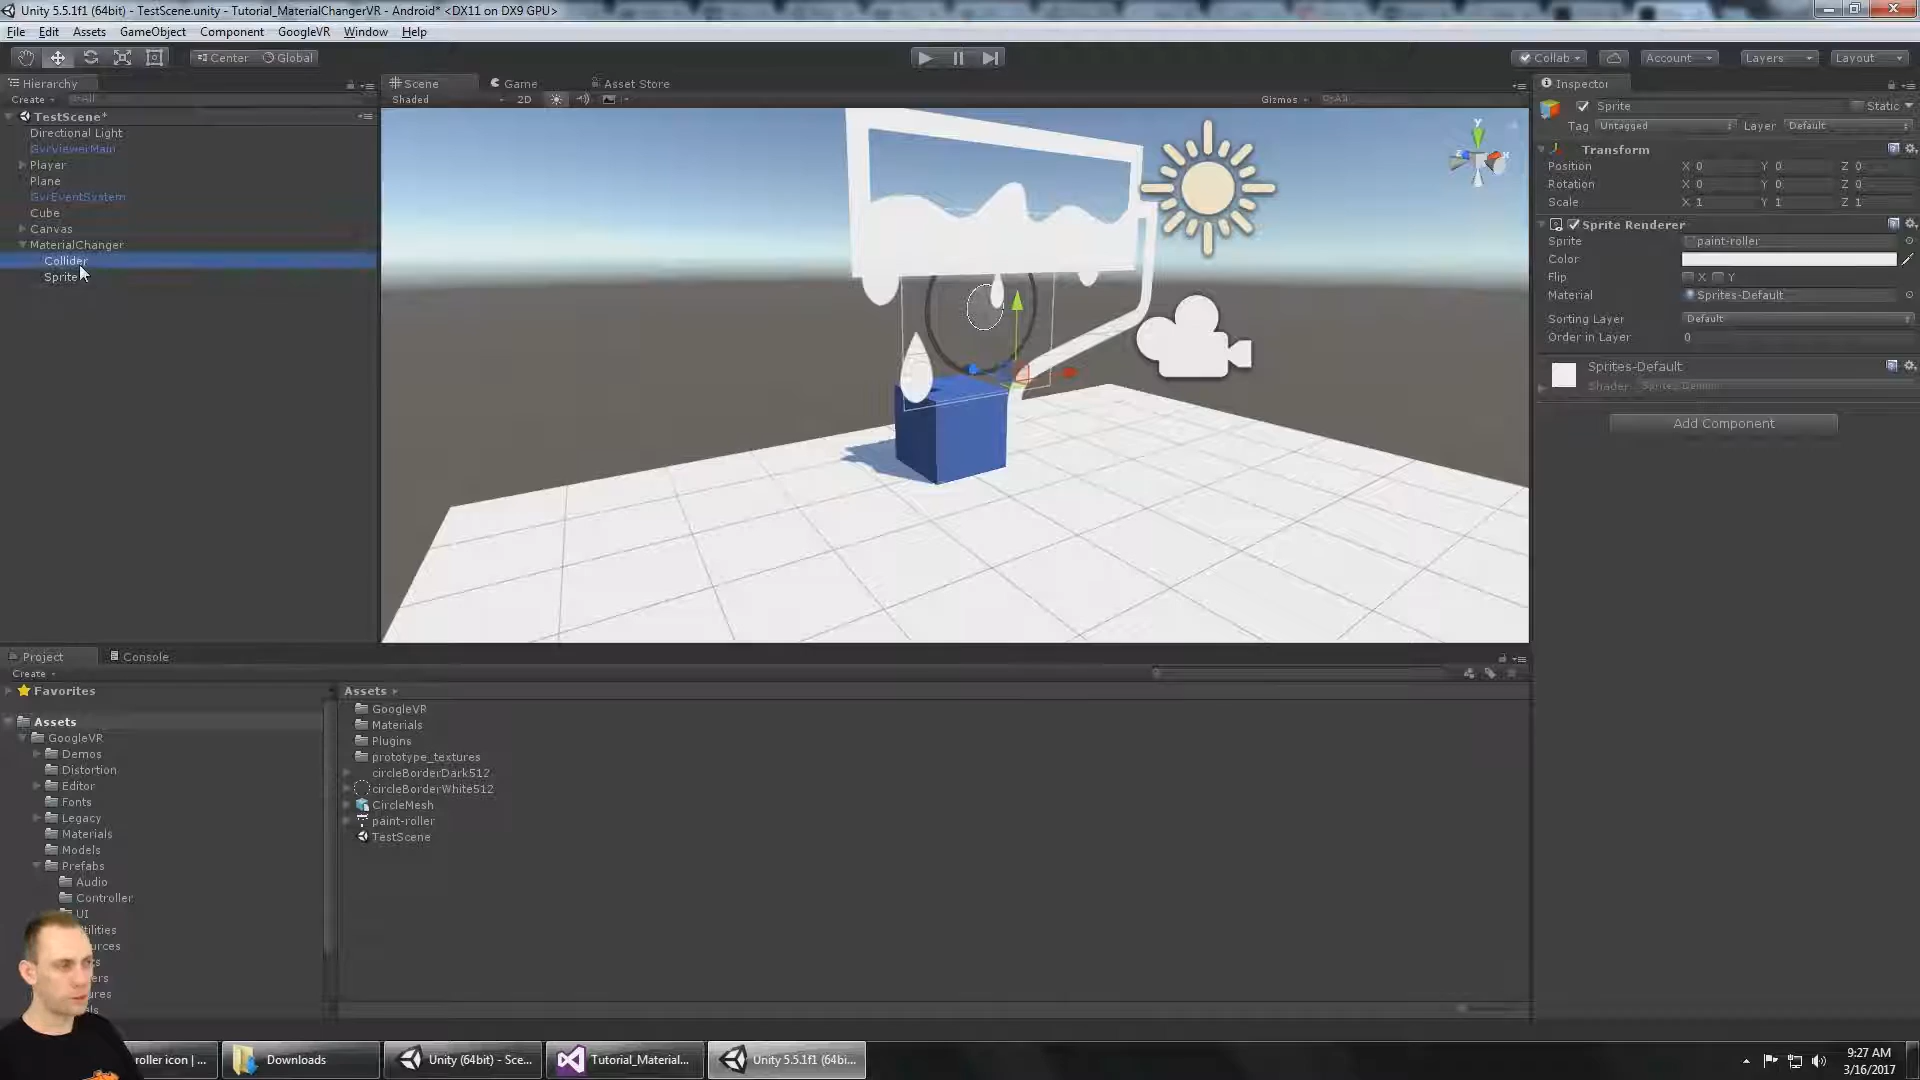 Unity 5.5.1f1 (64bit) - TestScene.unity - Tutorial_MaterialChangerVR - Android* <DX11 on DX9 GPU>
File Edit Assets GameObject Component GoogleVR Window Help
Center Global Collab Account Layers Layout
Hierarchy
Create All
TestScene*
Directional Light
GvrViewerMain
Player
Plane
GvrEventSystem
Cube
Canvas
MaterialChanger
Collider
Sprite
Scene Game Asset Store
Shaded 2D Gizmos All
Y
X
Z
Inspector
Sprite Static
Tag Untagged Layer Default
Transform
Position X 0 Y 0 Z 0
Rotation X 0 Y 0 Z 0
Scale X 1 Y 1 Z 1
Sprite Renderer
Sprite paint-roller
Color
Flip X Y
Material Sprites-Default
Sorting Layer Default
Order in Layer 0
Sprites-Default
Shader Sprites/Default
Add Component
Project Console
Create
Favorites
Assets
GoogleVR
Demos
Distortion
Editor
Fonts
Legacy
Materials
Models
Prefabs
Audio
Controller
UI
Assets
GoogleVR
Materials
Plugins
prototype_textures
circleBorderDark512
circleBorderWhite512
CircleMesh
paint-roller
TestScene
roller icon | ...
Downloads
Unity (64bit) - Sce...
Tutorial_Material...
Unity 5.5.1f1 (64bi...
9:27 AM
3/16/2017